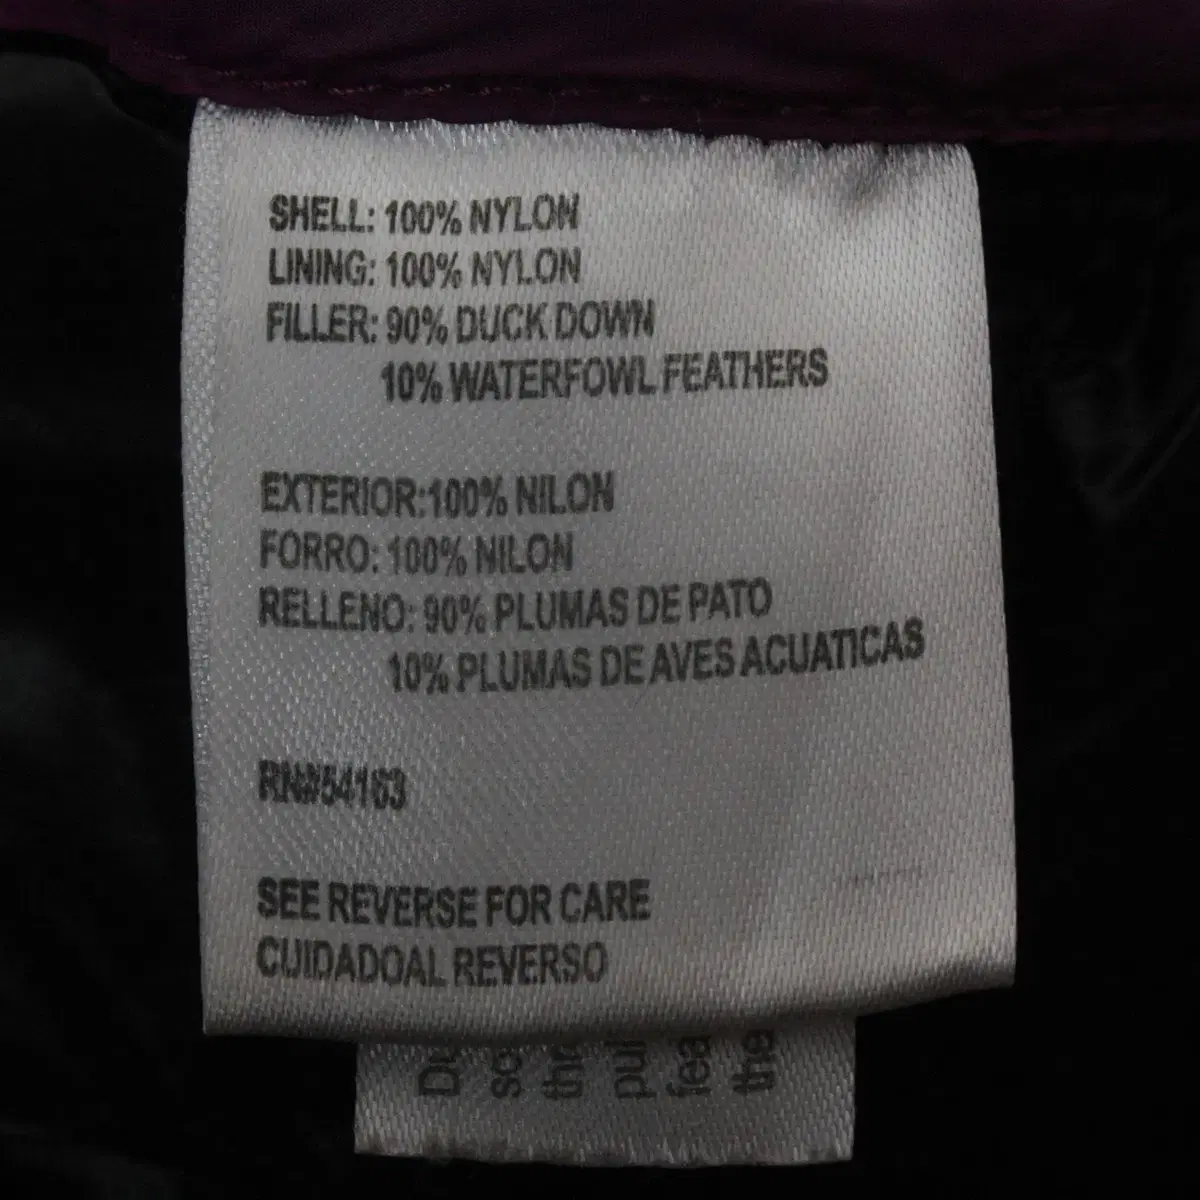 SHELL: 100% NYLON
LINING: 100% NYLON
FILLER: 90% DUCK DOWN
10% WATERFOWL FEATHERS
EXTERIOR:100% NILON
FORRO: 100% NILON
RELLENO: 90% PLUMAS DE PATO
10% PLUMAS DE AVES ACUATICAS
RN#54163
SEE REVERSE FOR CARE
CUIDADOAL REVERSO